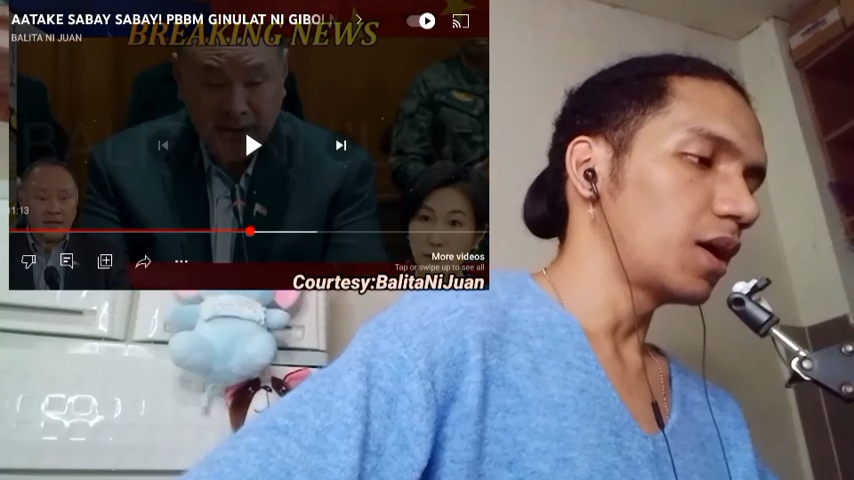 AATAKE SABAY SABAY! PBBM GINULAT NI GIBO
BALITA NI JUAN
BREAKING NEWS
1:13
More videos
Tap or swipe up to see all
Courtesy:BalitaNiJuan